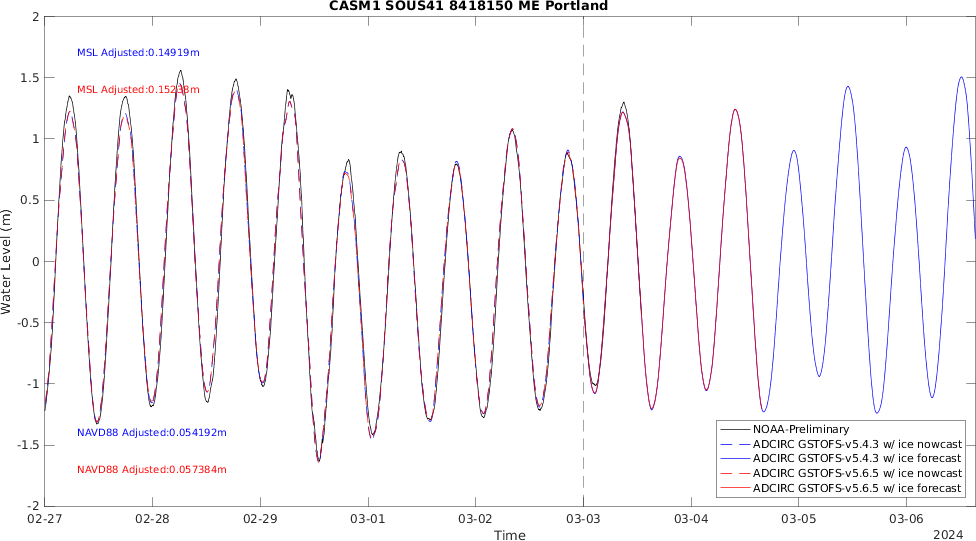 CASM1 SOUS41 8418150 ME Portland
2
1.5
1
0.5
0
-0.5
-1
-1.5
-2
Water Level (m)
MSL Adjusted:0.14919m
MSL Adjusted:0.15238m
NAVD88 Adjusted:0.054192m
NAVD88 Adjusted:0.057384m
NOAA-Preliminary
ADCIRC GSTOFS-v5.4.3 w/ ice nowcast
ADCIRC GSTOFS-v5.4.3 w/ ice forecast
ADCIRC GSTOFS-v5.6.5 w/ ice nowcast
ADCIRC GSTOFS-v5.6.5 w/ ice forecast
02-27 02-28 02-29 03-01 03-02 03-03 03-04 03-05 03-06
Time
2024